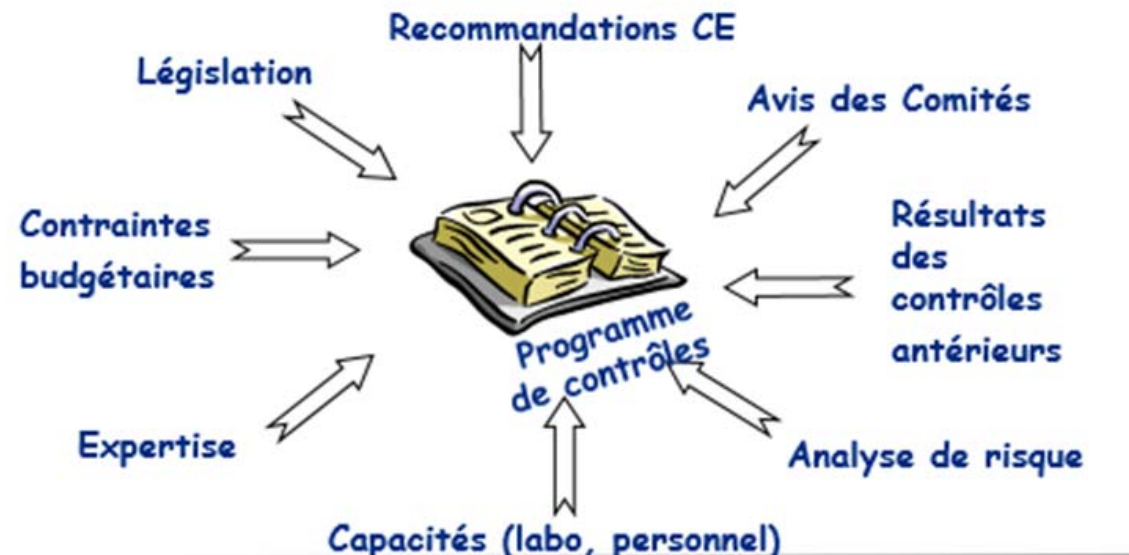 Recommandations CE
Législation
Avis des Comités
Contraintes
budgétaires
Résultats
des
contrôles
antérieurs
Programme
de contrôles
Expertise
Analyse de risque
Capacités (labo, personnel)